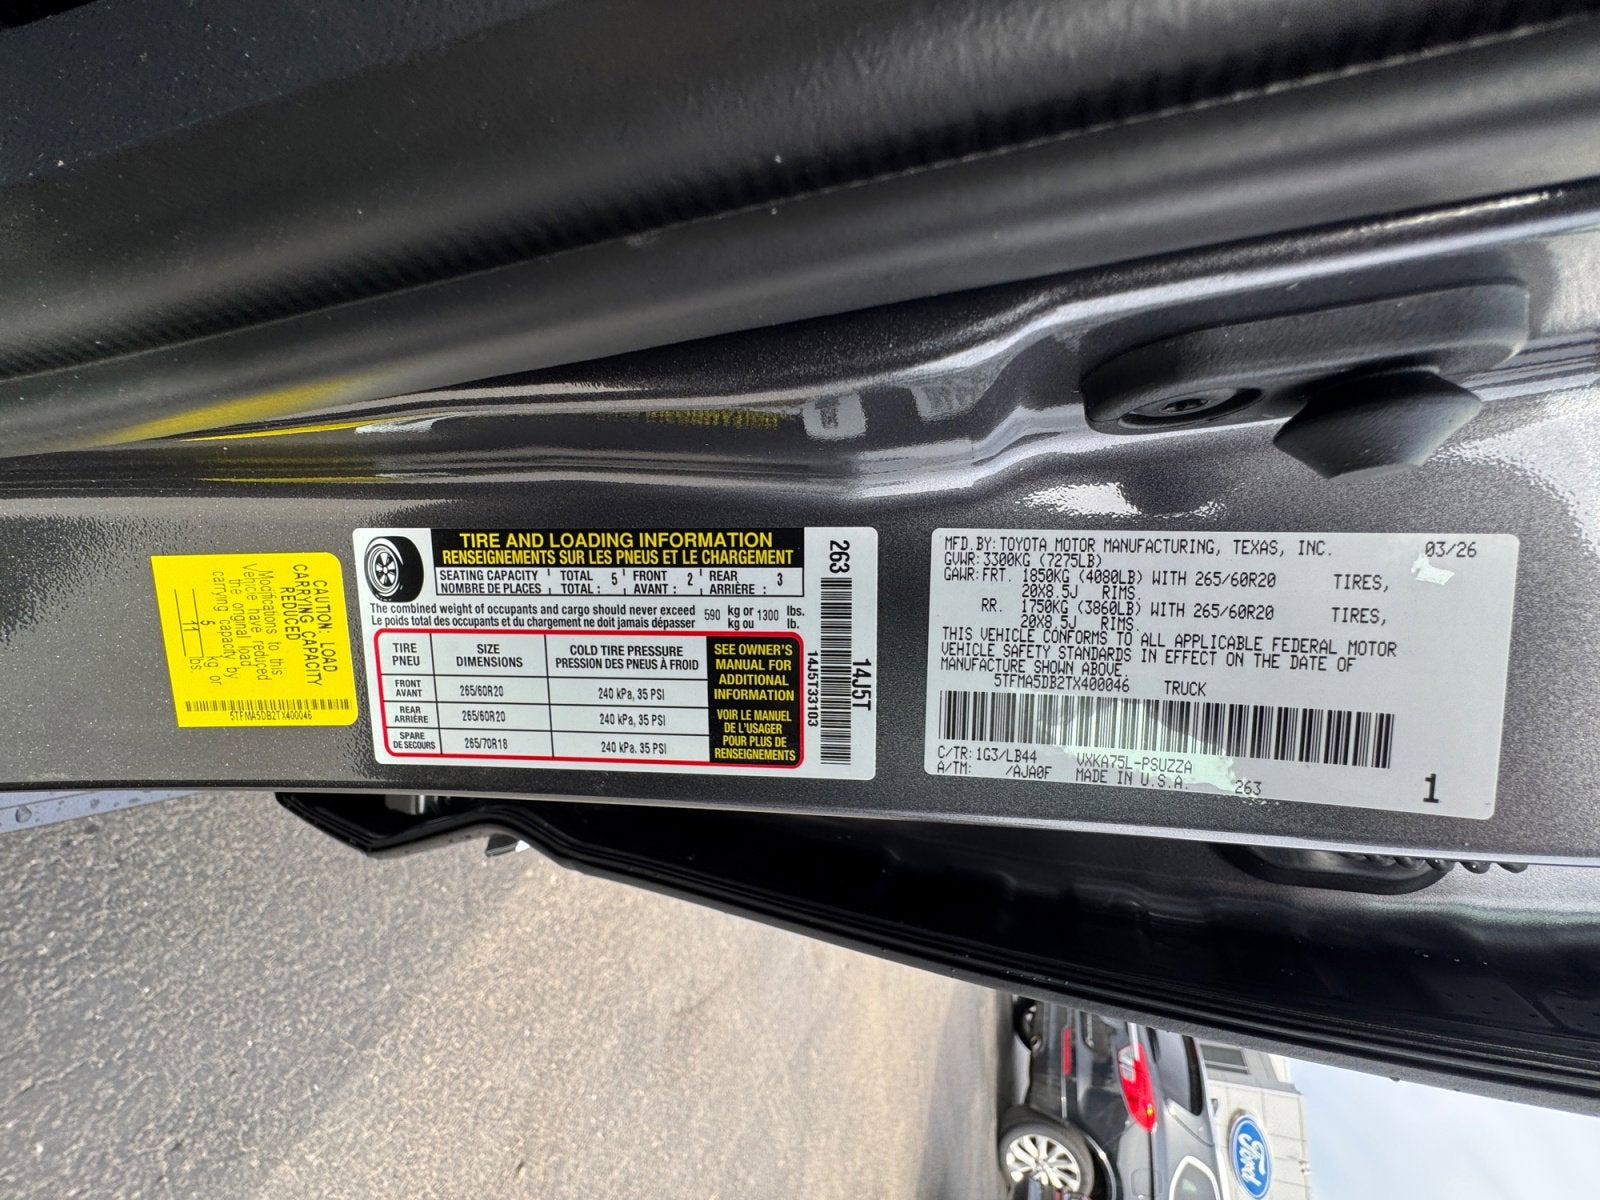 CAUTION: LOAD
CARRYING CAPACITY
REDUCED
Modifications to this
Vehicle have reduced
the original load
carrying capacity by
5 kg or
11 lbs.
5TFMA5DB2TX400046
TIRE AND LOADING INFORMATION
RENSEIGNEMENTS SUR LES PNEUS ET LE CHARGEMENT
SEATING CAPACITY TOTAL FRONT REAR
NOMBRE DE PLACES TOTAL : 5 AVANT : 2 ARRIÈRE : 3
The combined weight of occupants and cargo should never exceed 590 kg or 1300 lbs.
Le poids total des occupants et du chargement ne doit jamais dépasser kg ou lb.
TIRE SIZE COLD TIRE PRESSURE
PNEU DIMENSIONS PRESSION DES PNEUS À FROID
FRONT
AVANT 265/60R20 240 kPa, 35 PSI
REAR
ARRIÈRE 265/60R20 240 kPa, 35 PSI
SPARE
DE SECOURS 265/70R18 240 kPa, 35 PSI
SEE OWNER'S
MANUAL FOR
ADDITIONAL
INFORMATION
VOIR LE MANUEL
DE L'USAGER
POUR PLUS DE
RENSEIGNEMENTS
263
14J5T
14J5T33103
MFD.BY:TOYOTA MOTOR MANUFACTURING, TEXAS, INC. 03/26
GVWR:3300KG (7275LB)
GAWR:FRT. 1850KG (4080LB) WITH 265/60R20 TIRES,
20X8.5J RIMS.
RR. 1750KG (3860LB) WITH 265/60R20 TIRES,
20X8.5J RIMS.
THIS VEHICLE CONFORMS TO ALL APPLICABLE FEDERAL MOTOR
VEHICLE SAFETY STANDARDS IN EFFECT ON THE DATE OF
MANUFACTURE SHOWN ABOVE.
5TFMA5DB2TX400046 TRUCK
C/TR:1G3/LB44 VXKA75L-PSUZZA
A/TM: /AJA0F MADE IN U.S.A. 263 1
Ford